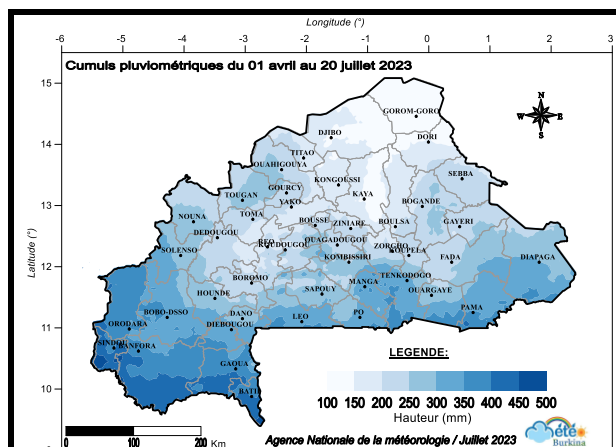 Longitude (°)
-6 -5 -4 -3 -2 -1 0 1 2 3
Cumuls pluviométriques du 01 avril au 20 juillet 2023
15
14
13
12
11
10
Latitude (°)
N
W E
S
GOROM-GORO
DJIBO
DORI
TITAO
OUAHIGOUYA
KONGOUSSI
SEBBA
TOUGAN
GOURCY
KAYA
YAKO
BOGANDE
NOUNA
TOMA
BOUSSE
ZINIARE
BOULSA
GAYERI
DEDOUGOU
REO
KOUDOUGOU
OUAGADOUGOU
ZORGHO
KOUPELA
SOLENSO
KOMBISSIRI
FADA
DIAPAGA
BOROMO
TENKODOGO
MANGA
HOUNDE
SAPOUY
OUARGAYE
BOBO-DSSO
DANO
LEO
PO
PAMA
ORODARA
DIEBOUGOU
SINDOU
BANFORA
GAOUA
BATIE
LEGENDE:
100 150 200 250 300 350 400 450 500
Hauteur (mm)
0 100 200
Km
Agence Nationale de la météorologie / Juillet 2023
météo
Burkina